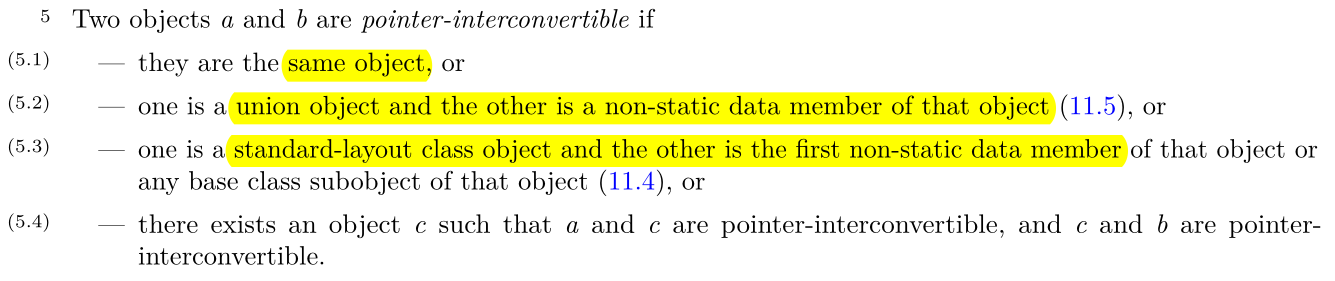 5 Two objects a and b are pointer-interconvertible if
(5.1) — they are the same object, or
(5.2) — one is a union object and the other is a non-static data member of that object (11.5), or
(5.3) — one is a standard-layout class object and the other is the first non-static data member of that object or
any base class subobject of that object (11.4), or
(5.4) — there exists an object c such that a and c are pointer-interconvertible, and c and b are pointer-
interconvertible.